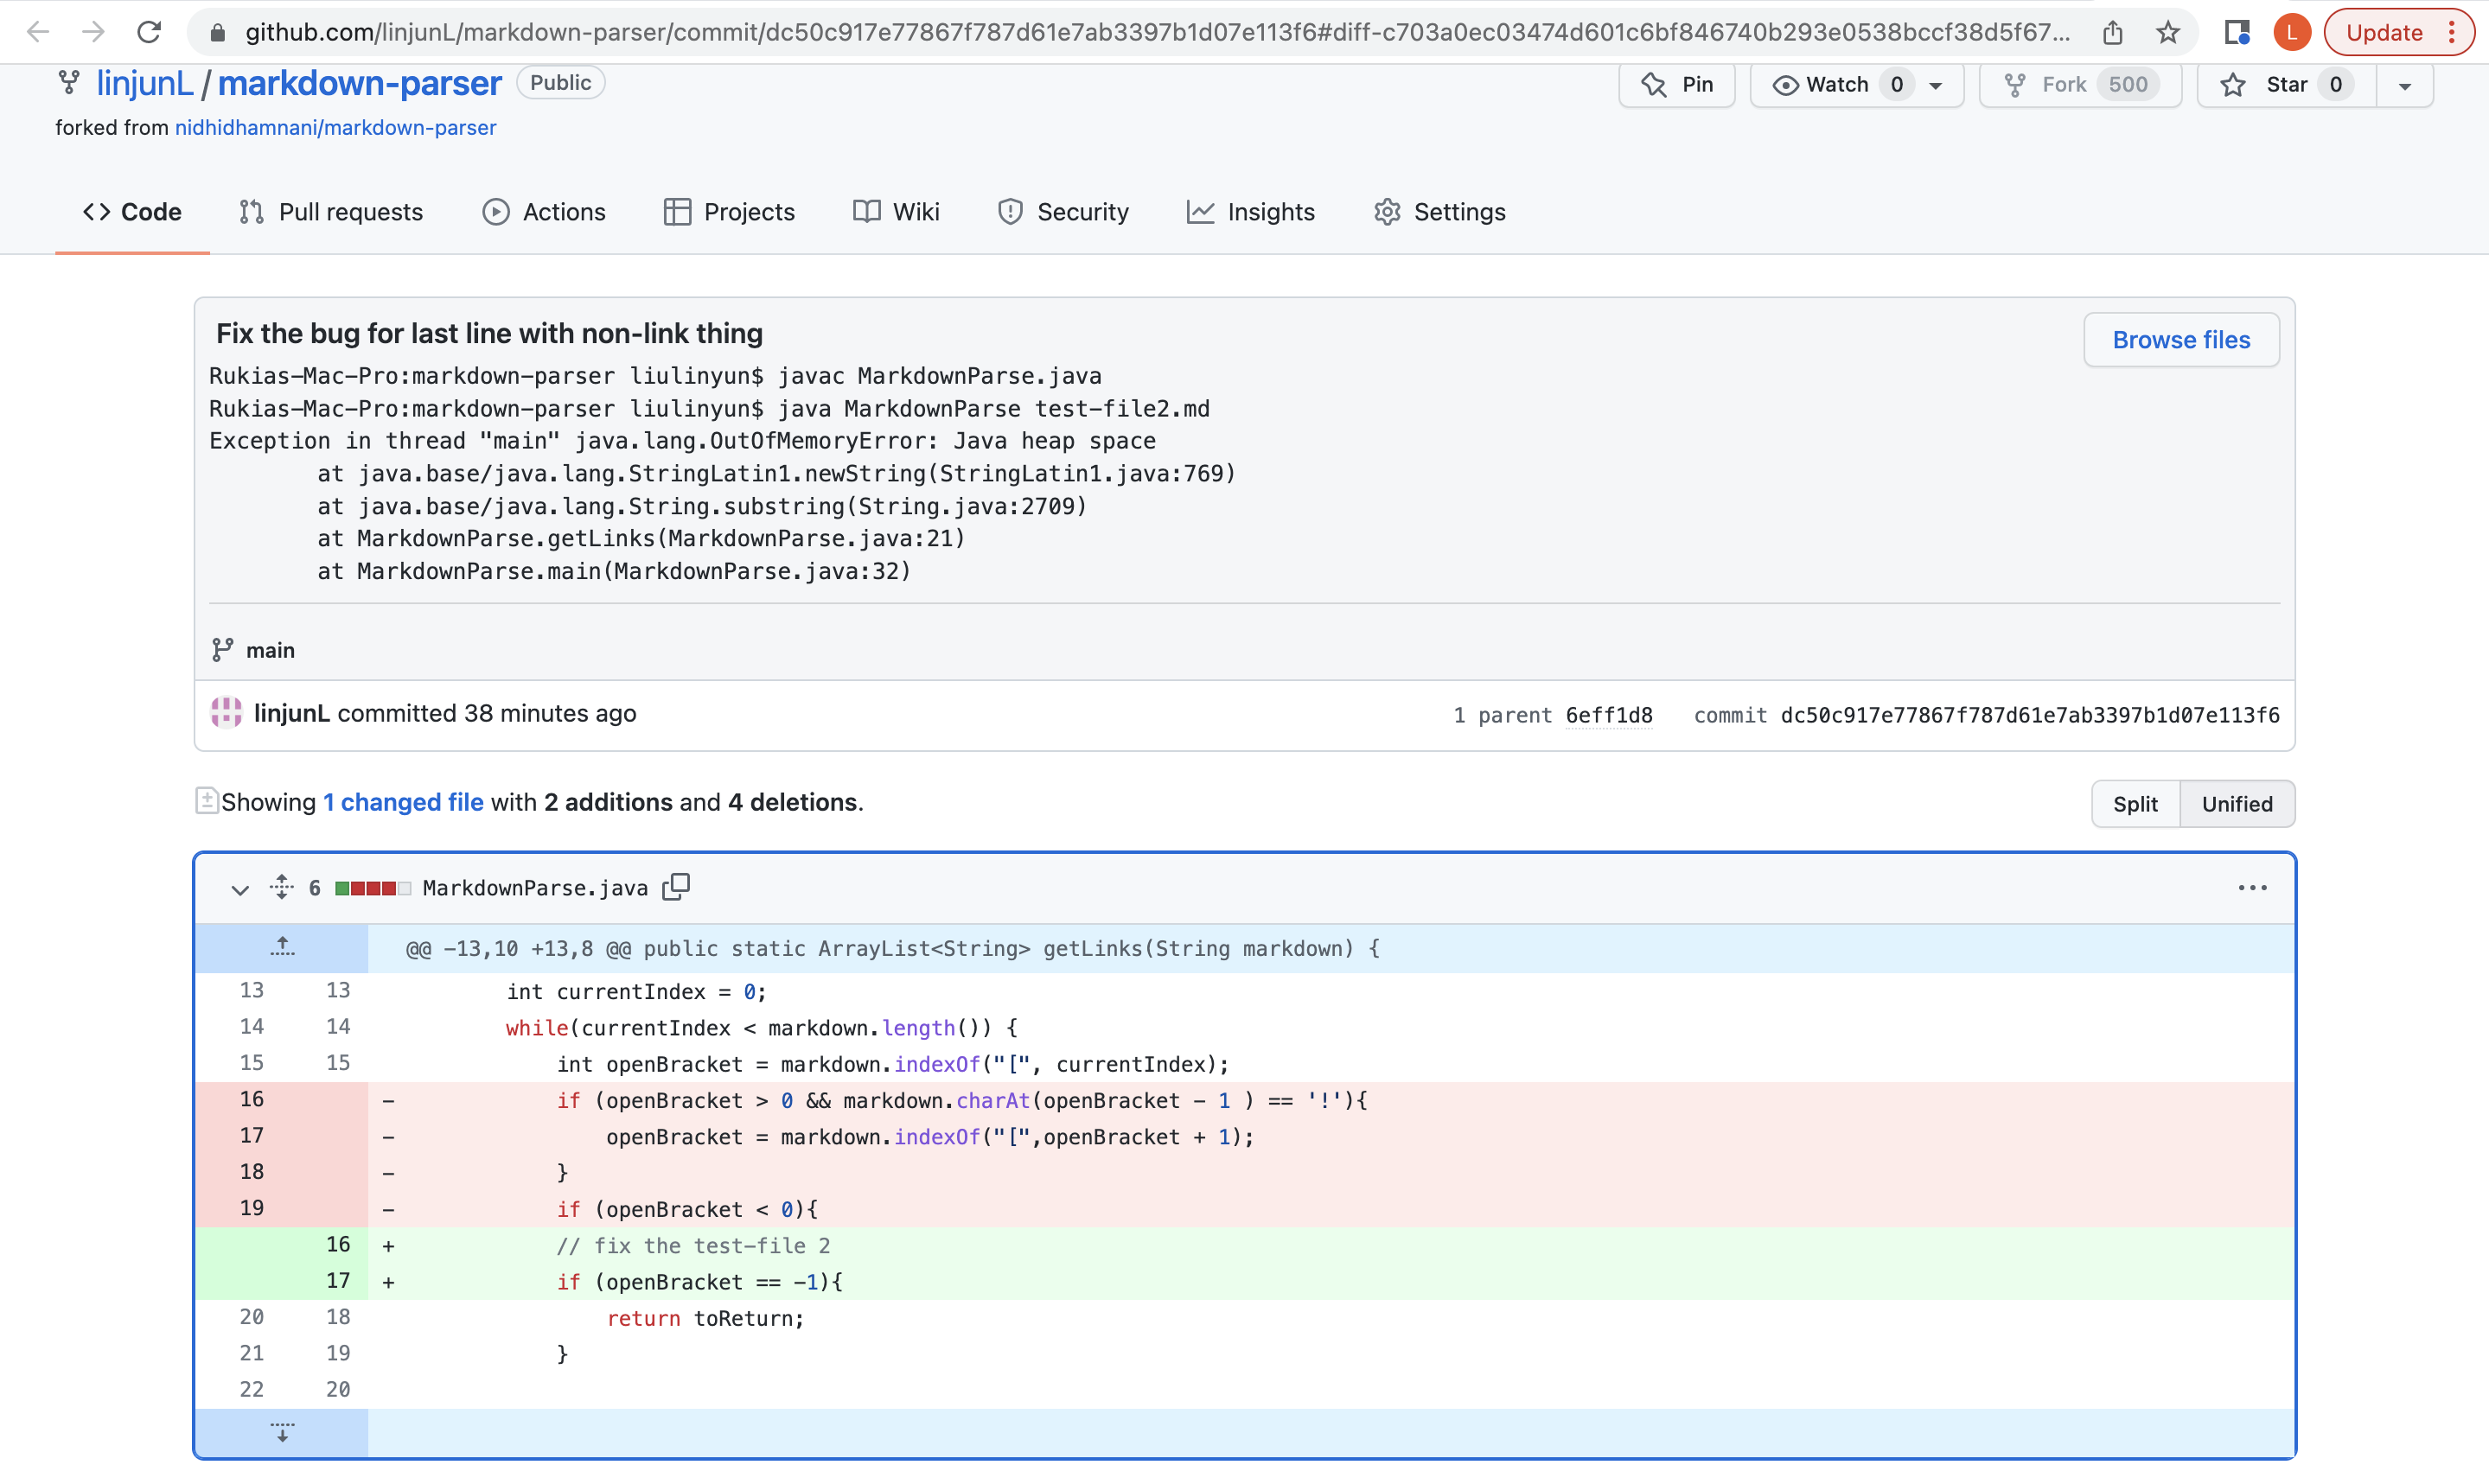 github.com/linjunL/markdown-parser/commit/dc50c917e77867f787d61e7ab3397b1d07e113f6#diff-c703a0ec03474d601c6bf846740b293e0538bccf38d5f67...
L
Update
linjunL / markdown-parser Public
Pin
Watch 0
Fork 500
Star 0
forked from nidhidhamnani/markdown-parser
Code
Pull requests
Actions
Projects
Wiki
Security
Insights
Settings
Fix the bug for last line with non-link thing
Browse files
Rukias-Mac-Pro:markdown-parser liulinyun$ javac MarkdownParse.java
Rukias-Mac-Pro:markdown-parser liulinyun$ java MarkdownParse test-file2.md
Exception in thread "main" java.lang.OutOfMemoryError: Java heap space
at java.base/java.lang.StringLatin1.newString(StringLatin1.java:769)
at java.base/java.lang.String.substring(String.java:2709)
at MarkdownParse.getLinks(MarkdownParse.java:21)
at MarkdownParse.main(MarkdownParse.java:32)
main
linjunL committed 38 minutes ago
1 parent 6eff1d8 commit dc50c917e77867f787d61e7ab3397b1d07e113f6
Showing 1 changed file with 2 additions and 4 deletions.
Split Unified
6 MarkdownParse.java
@@ -13,10 +13,8 @@ public static ArrayList<String> getLinks(String markdown) {
13 13 int currentIndex = 0;
14 14 while(currentIndex < markdown.length()) {
15 15 int openBracket = markdown.indexOf("[", currentIndex);
16 - if (openBracket > 0 && markdown.charAt(openBracket - 1 ) == '!'){
17 - openBracket = markdown.indexOf("[",openBracket + 1);
18 - }
19 - if (openBracket < 0){
16 + // fix the test-file 2
17 + if (openBracket == -1){
20 18 return toReturn;
21 19 }
22 20